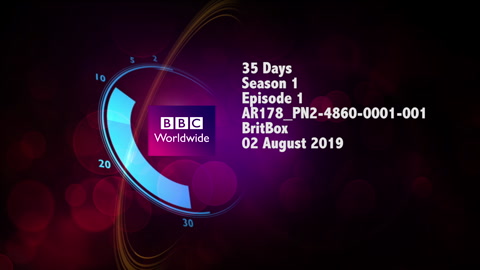 35 Days
Season 1
Episode 1
AR178_PN2-4860-0001-001
BritBox
02 August 2019
BBC
Worldwide
2
5
10
20
30